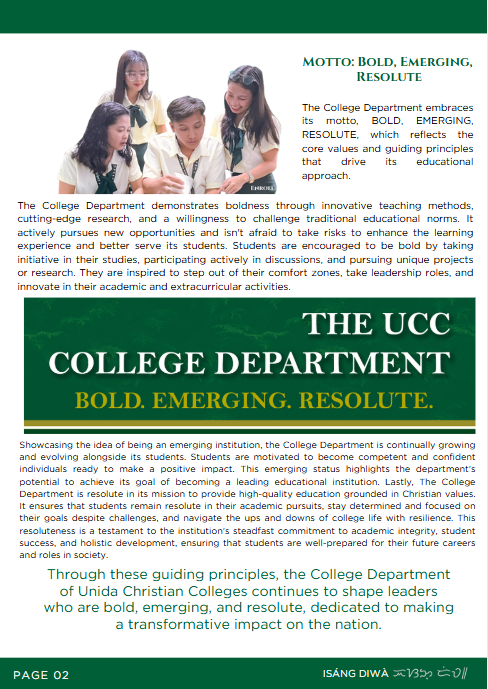 MOTTO: BOLD, EMERGING,
RESOLUTE
The College Department embraces
its motto, BOLD, EMERGING,
RESOLUTE, which reflects the
core values and guiding principles
that drive its educational
approach.
ENROLL
The College Department demonstrates boldness through innovative teaching methods,
cutting-edge research, and a willingness to challenge traditional educational norms. It
actively pursues new opportunities and isn't afraid to take risks to enhance the learning
experience and better serve its students. Students are encouraged to be bold by taking
initiative in their studies, participating actively in discussions, and pursuing unique projects
or research. They are inspired to step out of their comfort zones, take leadership roles, and
innovate in their academic and extracurricular activities.
THE UCC
COLLEGE DEPARTMENT
BOLD. EMERGING. RESOLUTE.
Showcasing the idea of being an emerging institution, the College Department is continually growing
and evolving alongside its students. Students are motivated to become competent and confident
individuals ready to make a positive impact. This emerging status highlights the department's
potential to achieve its goal of becoming a leading educational institution. Lastly, The College
Department is resolute in its mission to provide high-quality education grounded in Christian values.
It ensures that students remain resolute in their academic pursuits, stay determined and focused on
their goals despite challenges, and navigate the ups and downs of college life with resilience. This
resoluteness is a testament to the institution's steadfast commitment to academic integrity, student
success, and holistic development, ensuring that students are well-prepared for their future careers
and roles in society.
Through these guiding principles, the College Department
of Unida Christian Colleges continues to shape leaders
who are bold, emerging, and resolute, dedicated to making
a transformative impact on the nation.
PAGE 02
ISÁNG DIWÀ